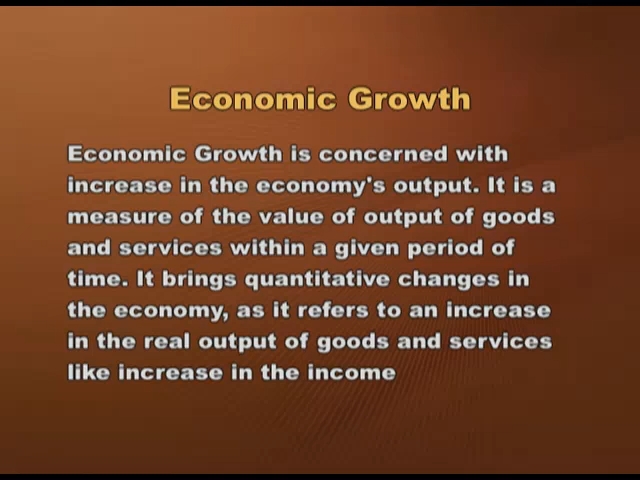 Economic Growth
Economic Growth is concerned with
increase in the economy's output. It is a
measure of the value of output of goods
and services within a given period of
time. It brings quantitative changes in
the economy, as it refers to an increase
in the real output of goods and services
like increase in the income